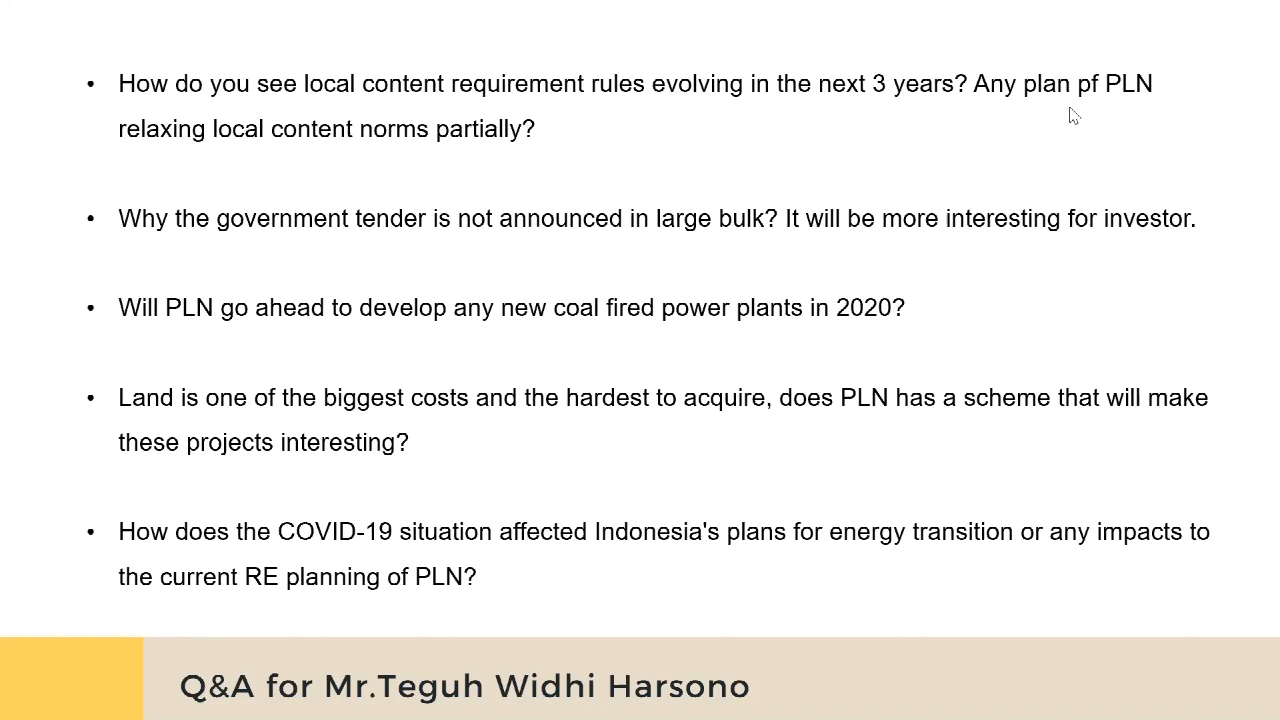 • How do you see local content requirement rules evolving in the next 3 years? Any plan pf PLN
relaxing local content norms partially?
• Why the government tender is not announced in large bulk? It will be more interesting for investor.
• Will PLN go ahead to develop any new coal fired power plants in 2020?
• Land is one of the biggest costs and the hardest to acquire, does PLN has a scheme that will make
these projects interesting?
• How does the COVID-19 situation affected Indonesia's plans for energy transition or any impacts to
the current RE planning of PLN?
Q&A for Mr.Teguh Widhi Harsono